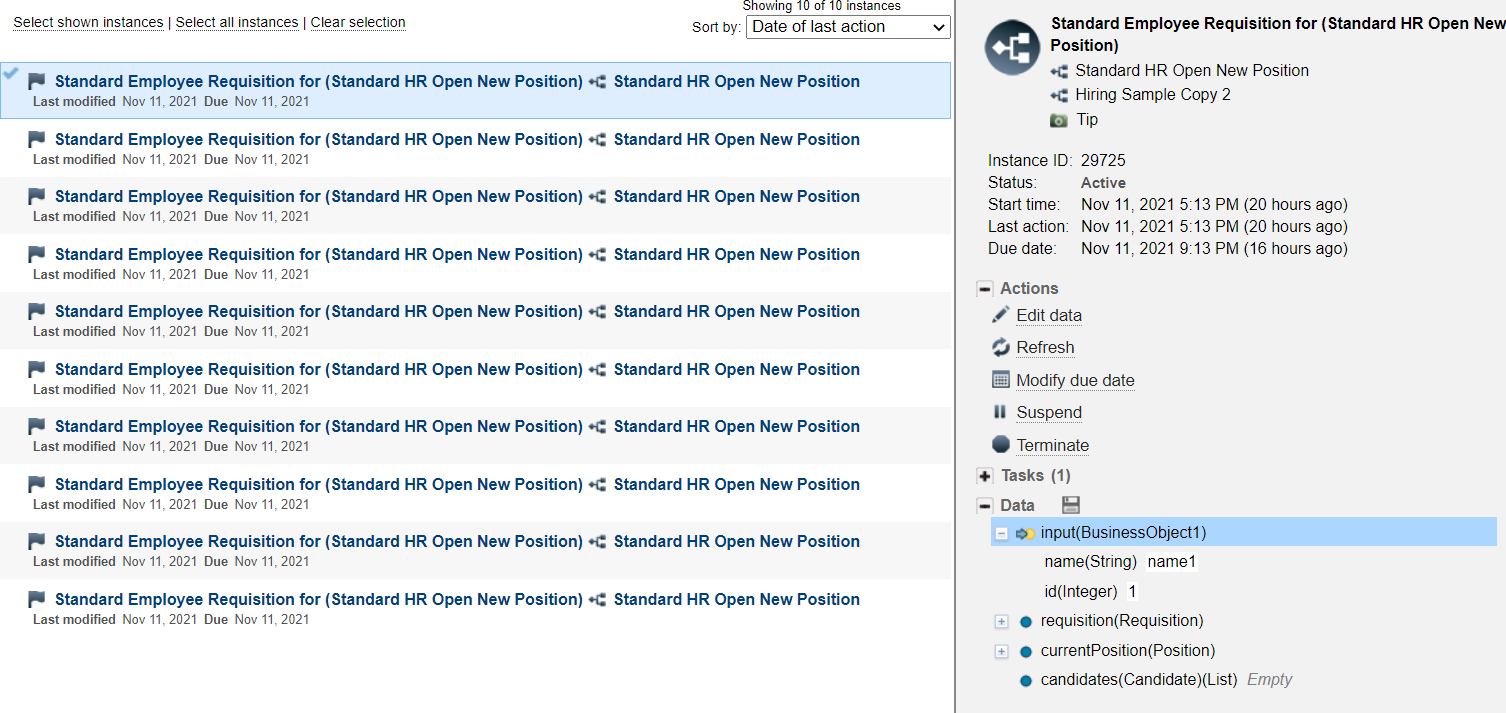 Select shown instances | Select all instances | Clear selection
Showing 10 of 10 instances
Sort by: Date of last action
Standard Employee Requisition for (Standard HR Open New Position) Standard HR Open New Position
Last modified Nov 11, 2021 Due Nov 11, 2021
Standard Employee Requisition for (Standard HR Open New Position) Standard HR Open New Position
Last modified Nov 11, 2021 Due Nov 11, 2021
Standard Employee Requisition for (Standard HR Open New Position) Standard HR Open New Position
Last modified Nov 11, 2021 Due Nov 11, 2021
Standard Employee Requisition for (Standard HR Open New Position) Standard HR Open New Position
Last modified Nov 11, 2021 Due Nov 11, 2021
Standard Employee Requisition for (Standard HR Open New Position) Standard HR Open New Position
Last modified Nov 11, 2021 Due Nov 11, 2021
Standard Employee Requisition for (Standard HR Open New Position) Standard HR Open New Position
Last modified Nov 11, 2021 Due Nov 11, 2021
Standard Employee Requisition for (Standard HR Open New Position) Standard HR Open New Position
Last modified Nov 11, 2021 Due Nov 11, 2021
Standard Employee Requisition for (Standard HR Open New Position) Standard HR Open New Position
Last modified Nov 11, 2021 Due Nov 11, 2021
Standard Employee Requisition for (Standard HR Open New Position) Standard HR Open New Position
Last modified Nov 11, 2021 Due Nov 11, 2021
Standard Employee Requisition for (Standard HR Open New Position) Standard HR Open New Position
Last modified Nov 11, 2021 Due Nov 11, 2021
Standard Employee Requisition for (Standard HR Open New
Position)
Standard HR Open New Position
Hiring Sample Copy 2
Tip
Instance ID: 29725
Status: Active
Start time: Nov 11, 2021 5:13 PM (20 hours ago)
Last action: Nov 11, 2021 5:13 PM (20 hours ago)
Due date: Nov 11, 2021 9:13 PM (16 hours ago)
Actions
Edit data
Refresh
Modify due date
Suspend
Terminate
Tasks (1)
Data
input(BusinessObject1)
name(String) name1
id(Integer) 1
requisition(Requisition)
currentPosition(Position)
candidates(Candidate)(List) Empty